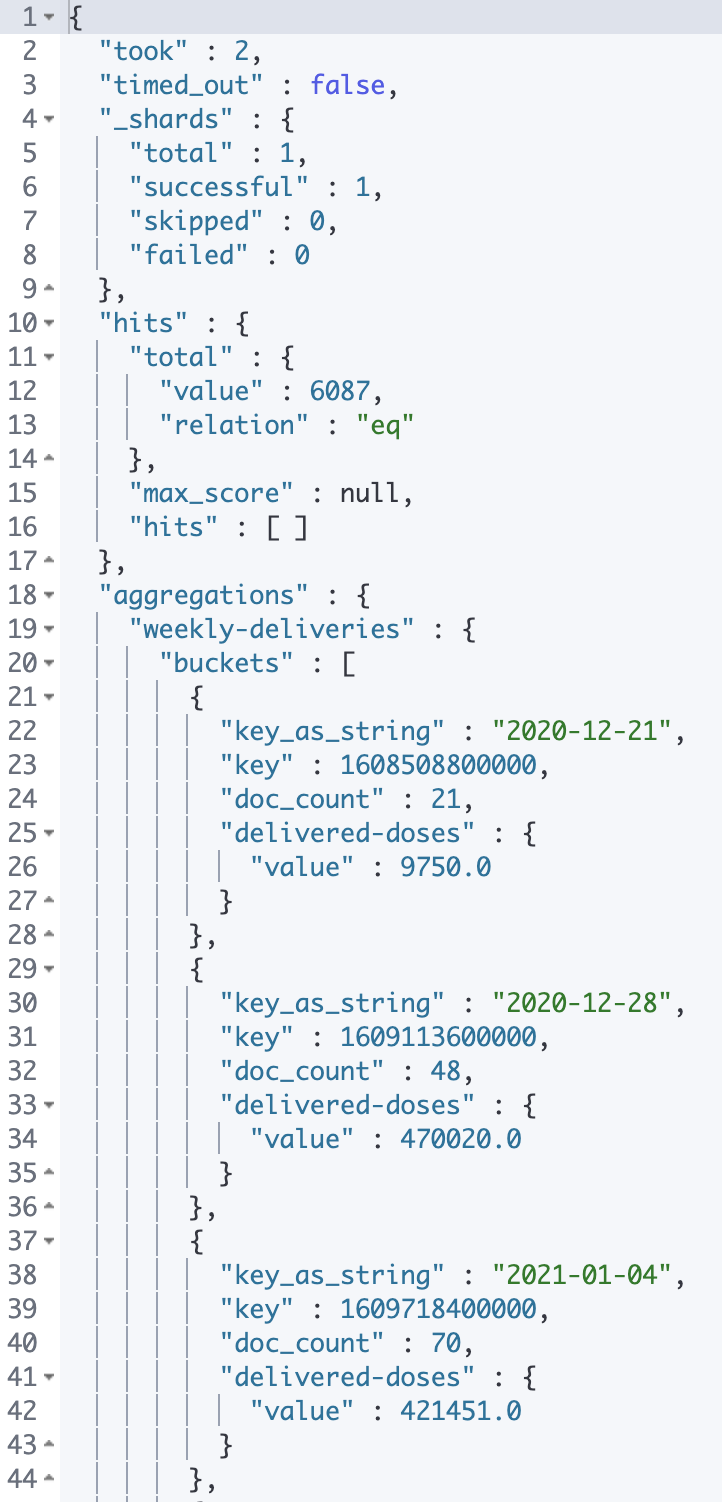 1 {
2 "took" : 2,
3 "timed_out" : false,
4 "_shards" : {
5 "total" : 1,
6 "successful" : 1,
7 "skipped" : 0,
8 "failed" : 0
9 },
10 "hits" : {
11 "total" : {
12 "value" : 6087,
13 "relation" : "eq"
14 },
15 "max_score" : null,
16 "hits" : [ ]
17 },
18 "aggregations" : {
19 "weekly-deliveries" : {
20 "buckets" : [
21 {
22 "key_as_string" : "2020-12-21",
23 "key" : 1608508800000,
24 "doc_count" : 21,
25 "delivered-doses" : {
26 "value" : 9750.0
27 }
28 },
29 {
30 "key_as_string" : "2020-12-28",
31 "key" : 1609113600000,
32 "doc_count" : 48,
33 "delivered-doses" : {
34 "value" : 470020.0
35 }
36 },
37 {
38 "key_as_string" : "2021-01-04",
39 "key" : 1609718400000,
40 "doc_count" : 70,
41 "delivered-doses" : {
42 "value" : 421451.0
43 }
44 },